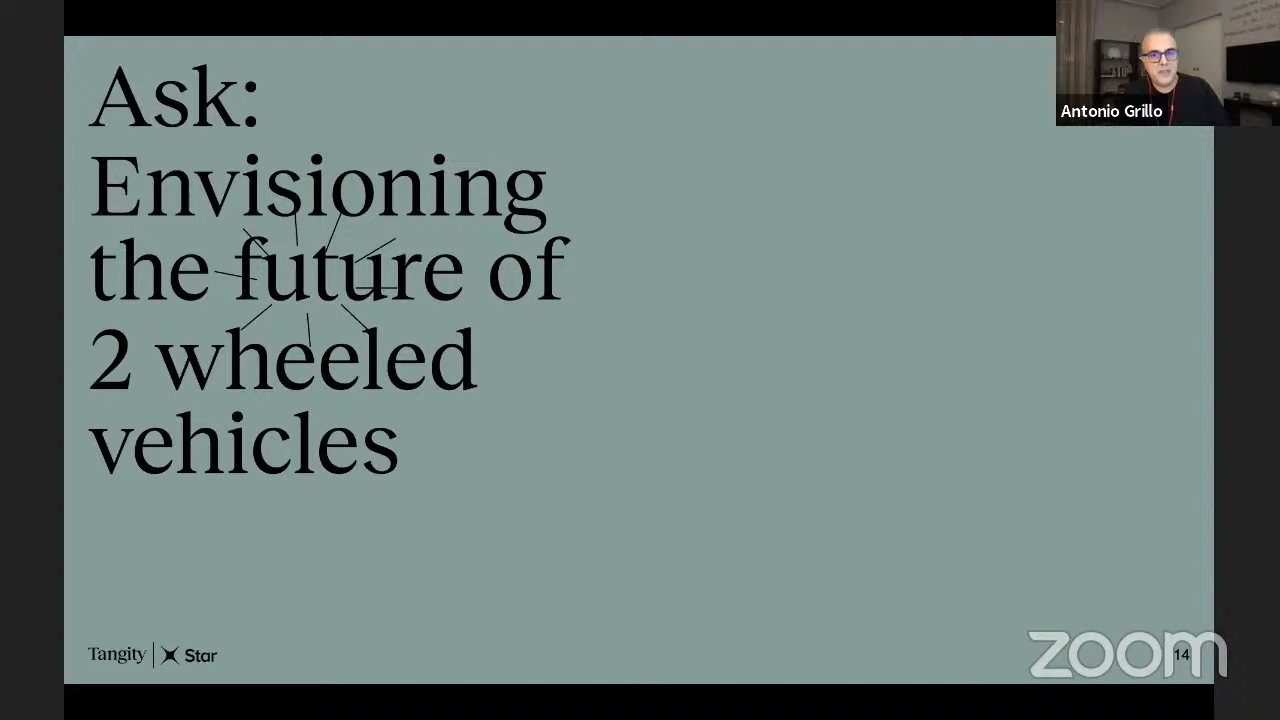 Ask:
Envisioning
the future of
2 wheeled
vehicles
Antonio Grillo
Tangity | Star
zoom
14